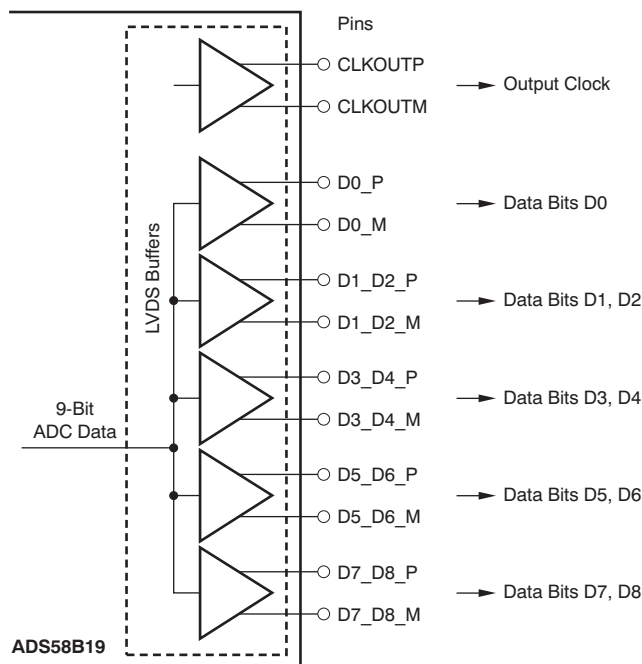 Pins
CLKOUTP
CLKOUTM
Output Clock
D0_P
D0_M
Data Bits D0
LVDS Buffers
D1_D2_P
D1_D2_M
Data Bits D1, D2
D3_D4_P
D3_D4_M
Data Bits D3, D4
9-Bit
ADC Data
D5_D6_P
D5_D6_M
Data Bits D5, D6
D7_D8_P
D7_D8_M
Data Bits D7, D8
ADS58B19